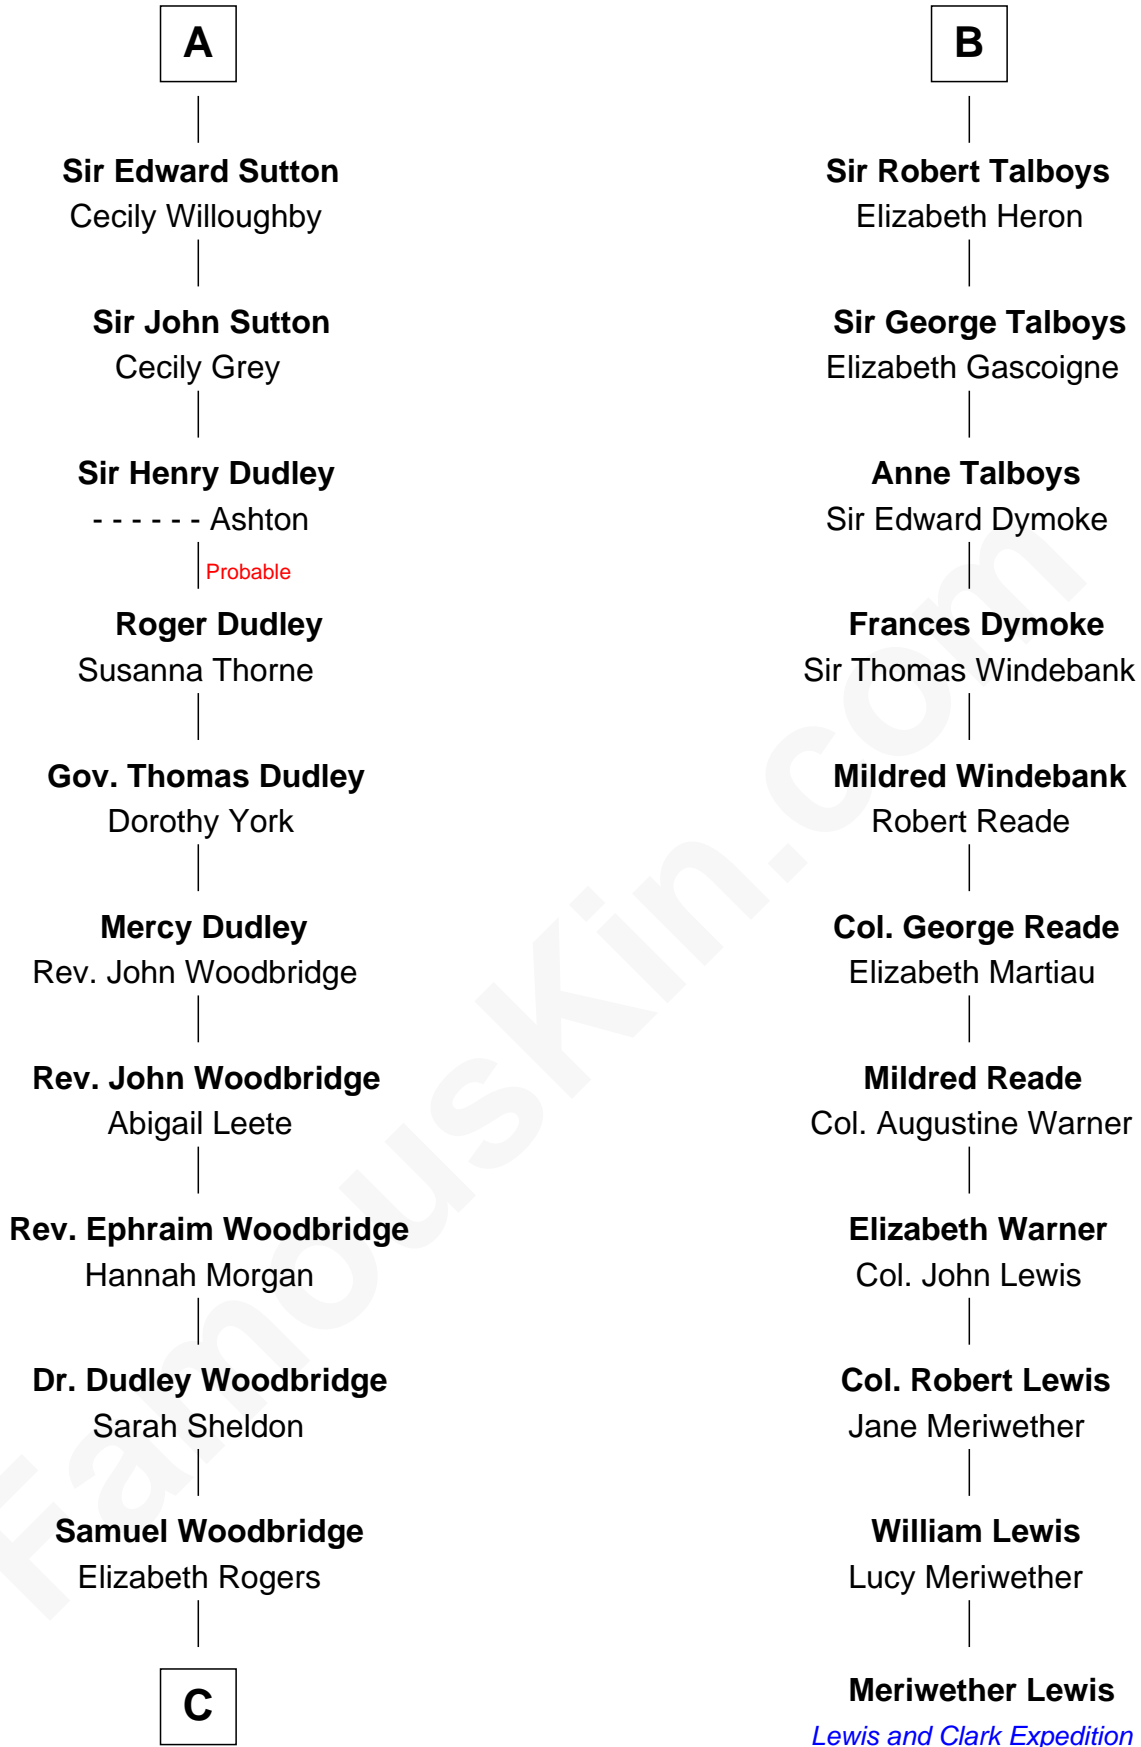 A
Sir Edward Sutton
Cecily Willoughby
Sir John Sutton
Cecily Grey
Sir Henry Dudley
- - - - - - Ashton
Probable
Roger Dudley
Susanna Thorne
Gov. Thomas Dudley
Dorothy York
Mercy Dudley
Rev. John Woodbridge
Rev. John Woodbridge
Abigail Leete
Rev. Ephraim Woodbridge
Hannah Morgan
Dr. Dudley Woodbridge
Sarah Sheldon
Samuel Woodbridge
Elizabeth Rogers
C
B
Sir Robert Talboys
Elizabeth Heron
Sir George Talboys
Elizabeth Gascoigne
Anne Talboys
Sir Edward Dymoke
Frances Dymoke
Sir Thomas Windebank
Mildred Windebank
Robert Reade
Col. George Reade
Elizabeth Martiau
Mildred Reade
Col. Augustine Warner
Elizabeth Warner
Col. John Lewis
Col. Robert Lewis
Jane Meriwether
William Lewis
Lucy Meriwether
Meriwether Lewis
Lewis and Clark Expedition
FamousKin.com